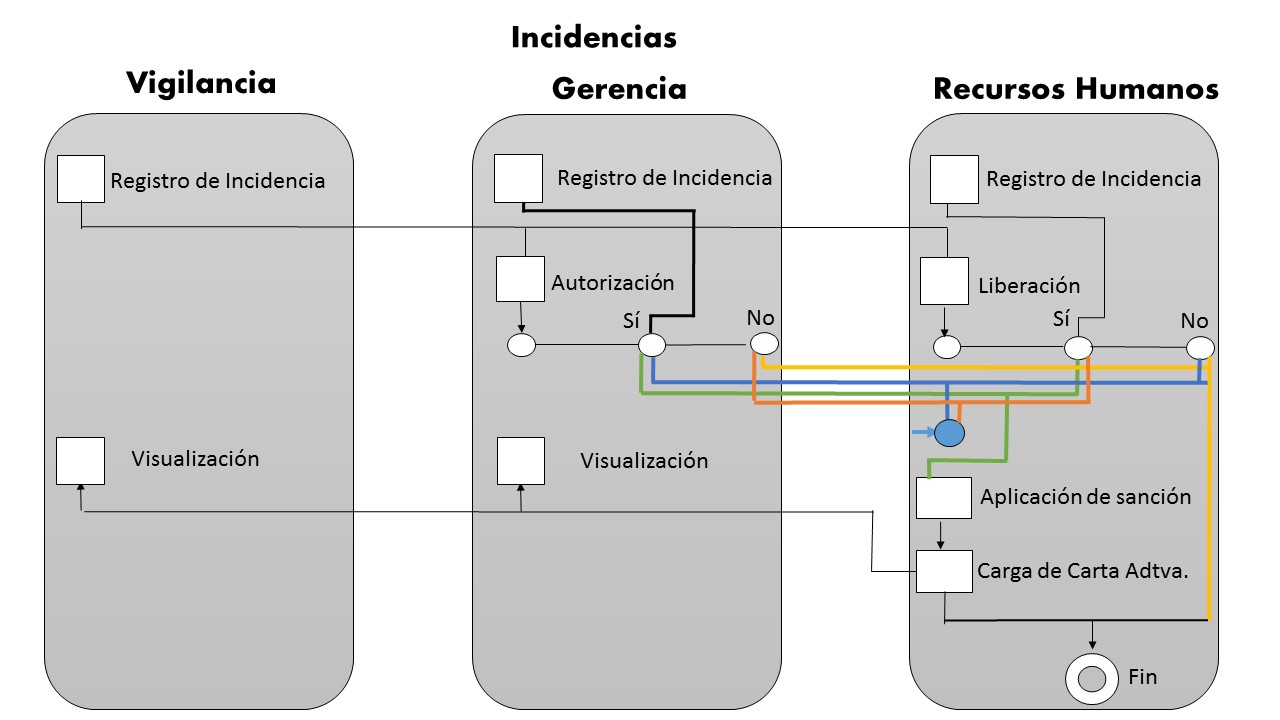 Incidencias
Vigilancia
Gerencia
Recursos Humanos
Registro de Incidencia
Registro de Incidencia
Registro de Incidencia
Autorización
Liberación
Sí
No
Sí
No
Visualización
Visualización
Aplicación de sanción
Carga de Carta Adtva.
Fin